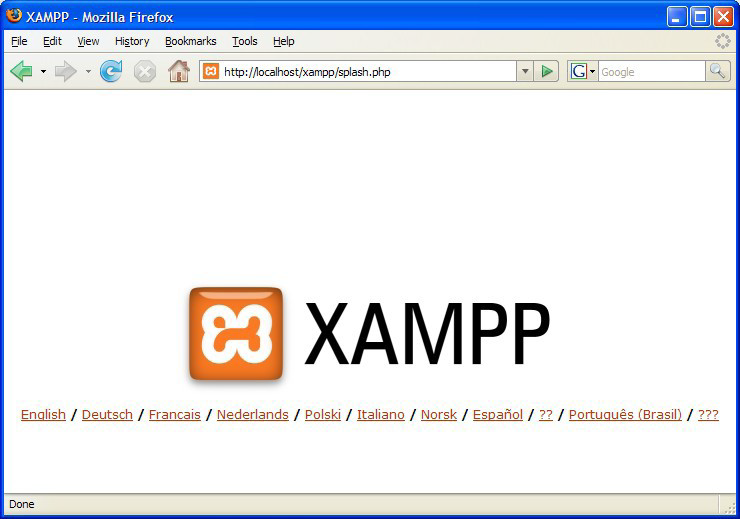 XAMPP - Mozilla Firefox
File Edit View History Bookmarks Tools Help
http://localhost/xampp/splash.php Google
XAMPP
English / Deutsch / Francais / Nederlands / Polski / Italiano / Norsk / Español / ?? / Português (Brasil) / ???
Done